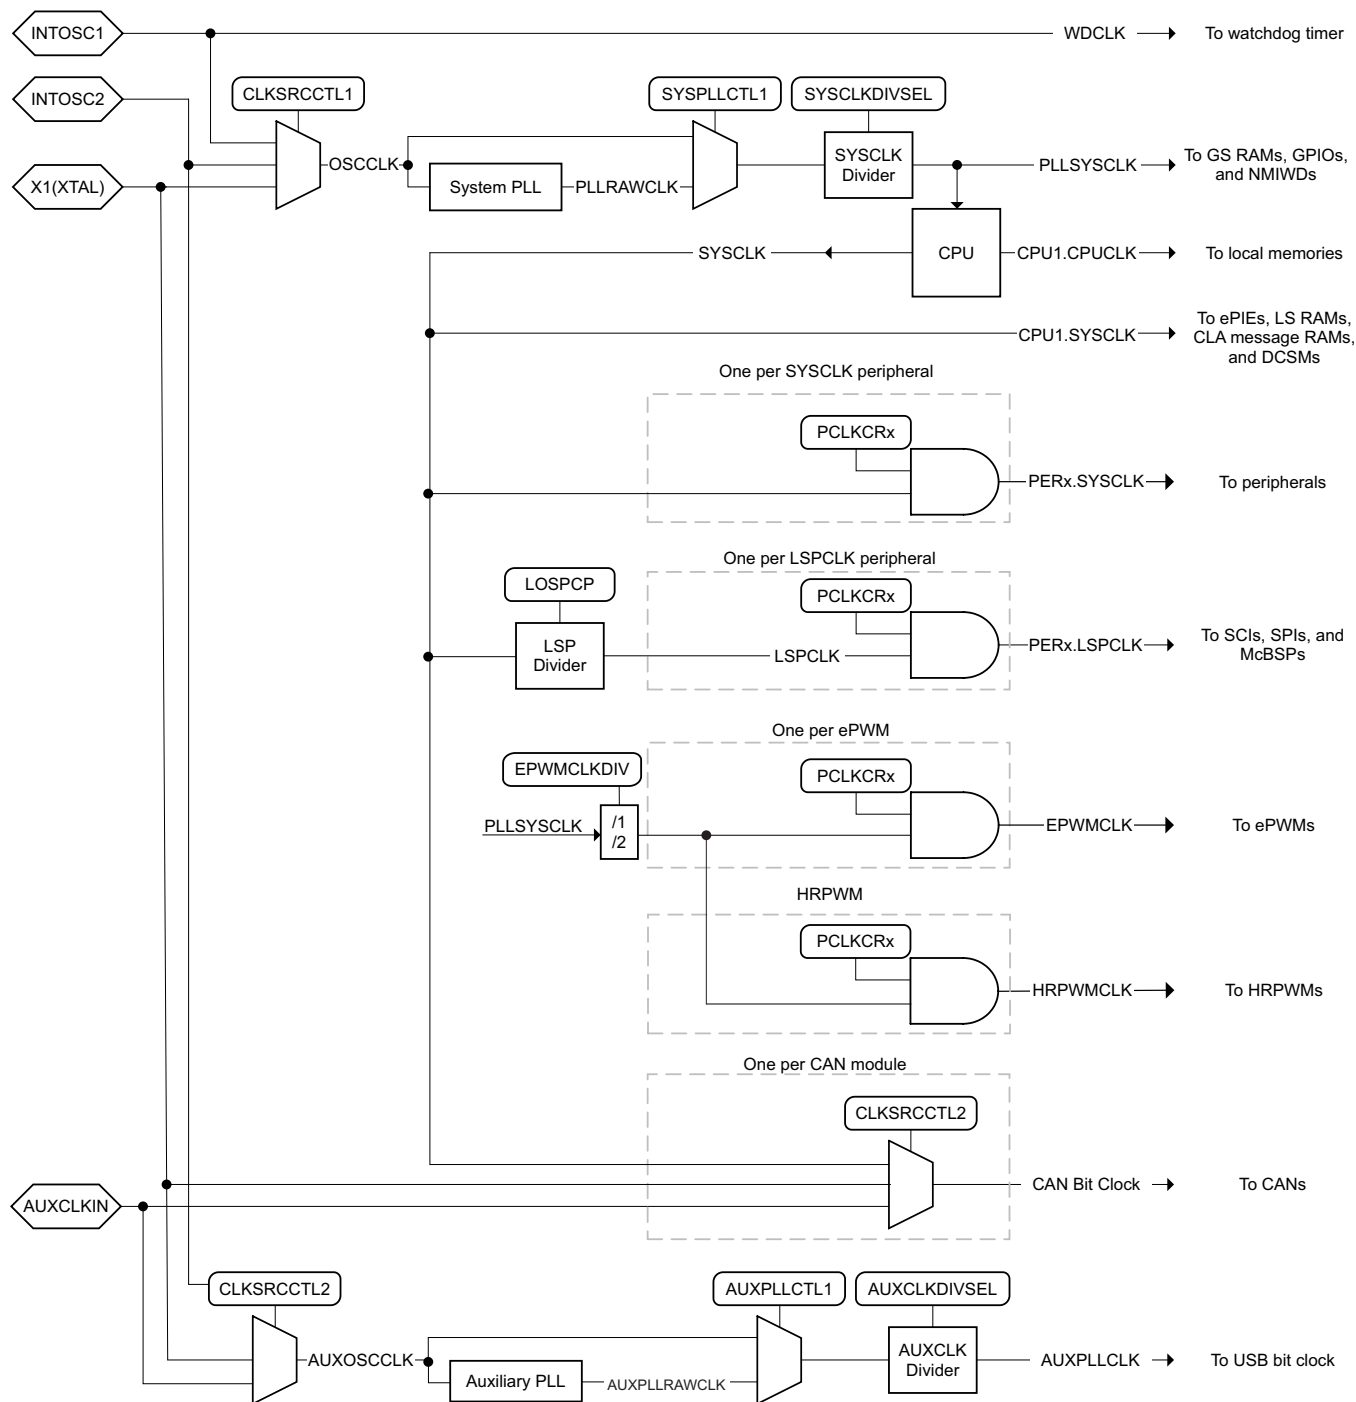 INTOSC1
WDCLK
To watchdog timer
INTOSC2
CLKSRCCTL1
SYSPLLCTL1
SYSCLKDIVSEL
X1(XTAL)
OSCCLK
System PLL
PLLRAWCLK
SYSCLK
Divider
PLLSYSCLK
To GS RAMs, GPIOs,
and NMIWDs
SYSCLK
CPU
CPU1.CPUCLK
To local memories
CPU1.SYSCLK
To ePIEs, LS RAMs,
CLA message RAMs,
and DCSMs
One per SYSCLK peripheral
PCLKCRx
PERx.SYSCLK
To peripherals
One per LSPCLK peripheral
LOSPCP
PCLKCRx
LSP
Divider
LSPCLK
PERx.LSPCLK
To SCIs, SPIs, and
McBSPs
One per ePWM
EPWMCLKDIV
PCLKCRx
PLLSYSCLK
/1
/2
EPWMCLK
To ePWMs
HRPWM
PCLKCRx
HRPWMCLK
To HRPWMs
One per CAN module
CLKSRCCTL2
CAN Bit Clock
To CANs
AUXCLKIN
CLKSRCCTL2
AUXPLLCTL1
AUXCLKDIVSEL
AUXOSCCLK
Auxiliary PLL
AUXPLLRAWCLK
AUXCLK
Divider
AUXPLLCLK
To USB bit clock